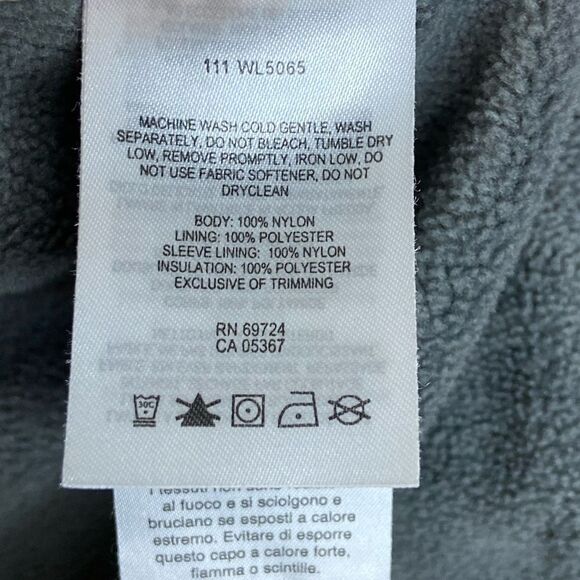 111 WL5065
MACHINE WASH COLD GENTLE, WASH
SEPARATELY, DO NOT BLEACH, TUMBLE DRY
LOW, REMOVE PROMPTLY, IRON LOW, DO
NOT USE FABRIC SOFTENER, DO NOT
DRYCLEAN
BODY: 100% NYLON
LINING: 100% POLYESTER
SLEEVE LINING: 100% NYLON
INSULATION: 100% POLYESTER
EXCLUSIVE OF TRIMMING
RN 69724
CA 05367
30C
al fuoco e si sciolgono e
bruciano se esposti a calore
estremo. Evitare di esporre
questo capo a calore forte,
fiamma o scintille.